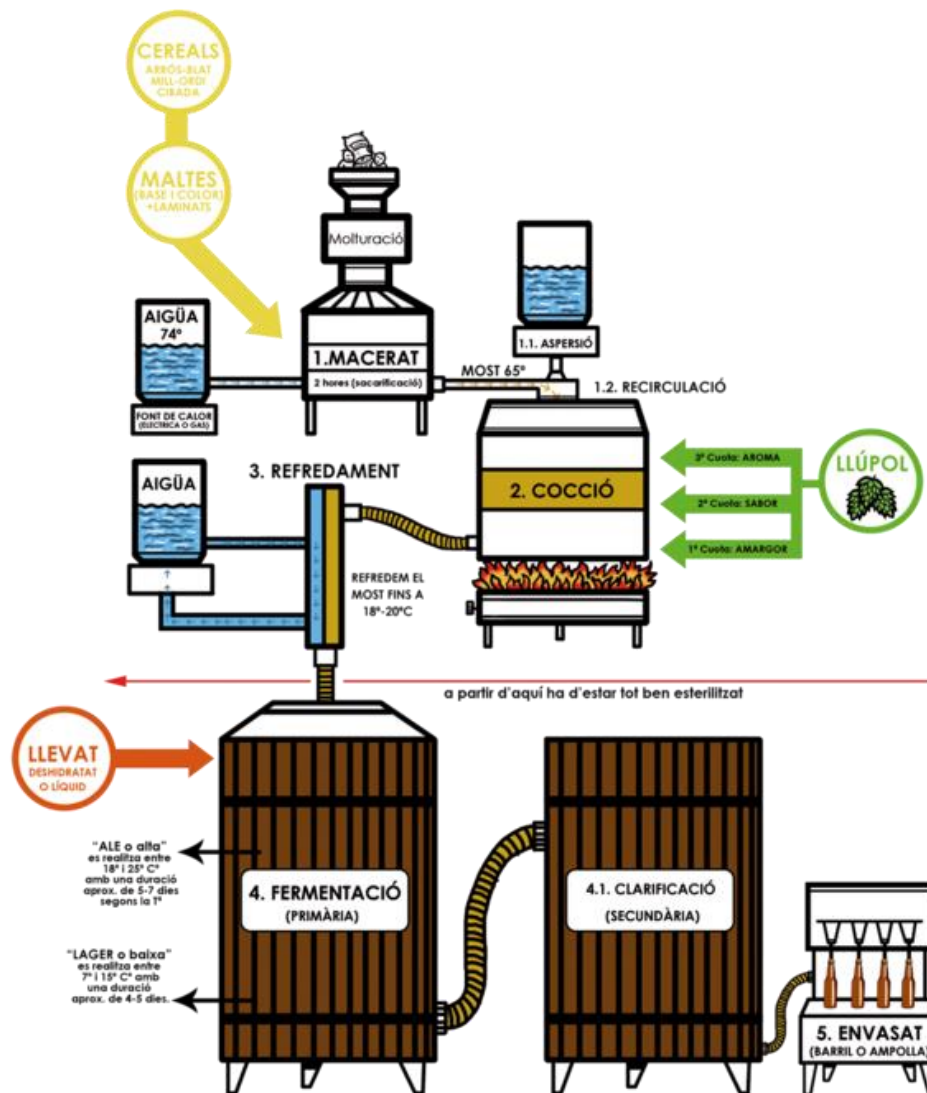 CEREALS
ARRÓS-BLAT
MILL-ORDI
CIBADA
MALTES
(BASE I COLOR)
+LAMINATS
Molturació
AIGÜA
74º
1.MACERAT
2 hores (sacarificació)
FONT DE CALOR
(ELECTRICA O GAS)
1.1. ASPERSIÓ
MOST 65º
1.2. RECIRCULACIÓ
3. REFREDAMENT
AIGÜA
2. COCCIÓ
3ª Cuota: AROMA
2ª Cuota: SABOR
1ª Cuota: AMARGOR
LLÚPOL
REFREDEM EL
MOST FINS A
18º-20ºC
a partir d'aquí ha d'estar tot ben esterilitzat
LLEVAT
DESHIDRATAT
O LÍQUID
"ALE o alta"
es realitza entre
18º i 25º Cº
amb una duració
aprox. de 5-7 dies
segons la Tº
4. FERMENTACIÓ
(PRIMÀRIA)
"LAGER o baixa"
es realitza entre
7º i 15º Cº amb
una duració
aprox. de 4-5 dies.
4.1. CLARIFICACIÓ
(SECUNDÀRIA)
5. ENVASAT
(BARRIL O AMPOLLA)